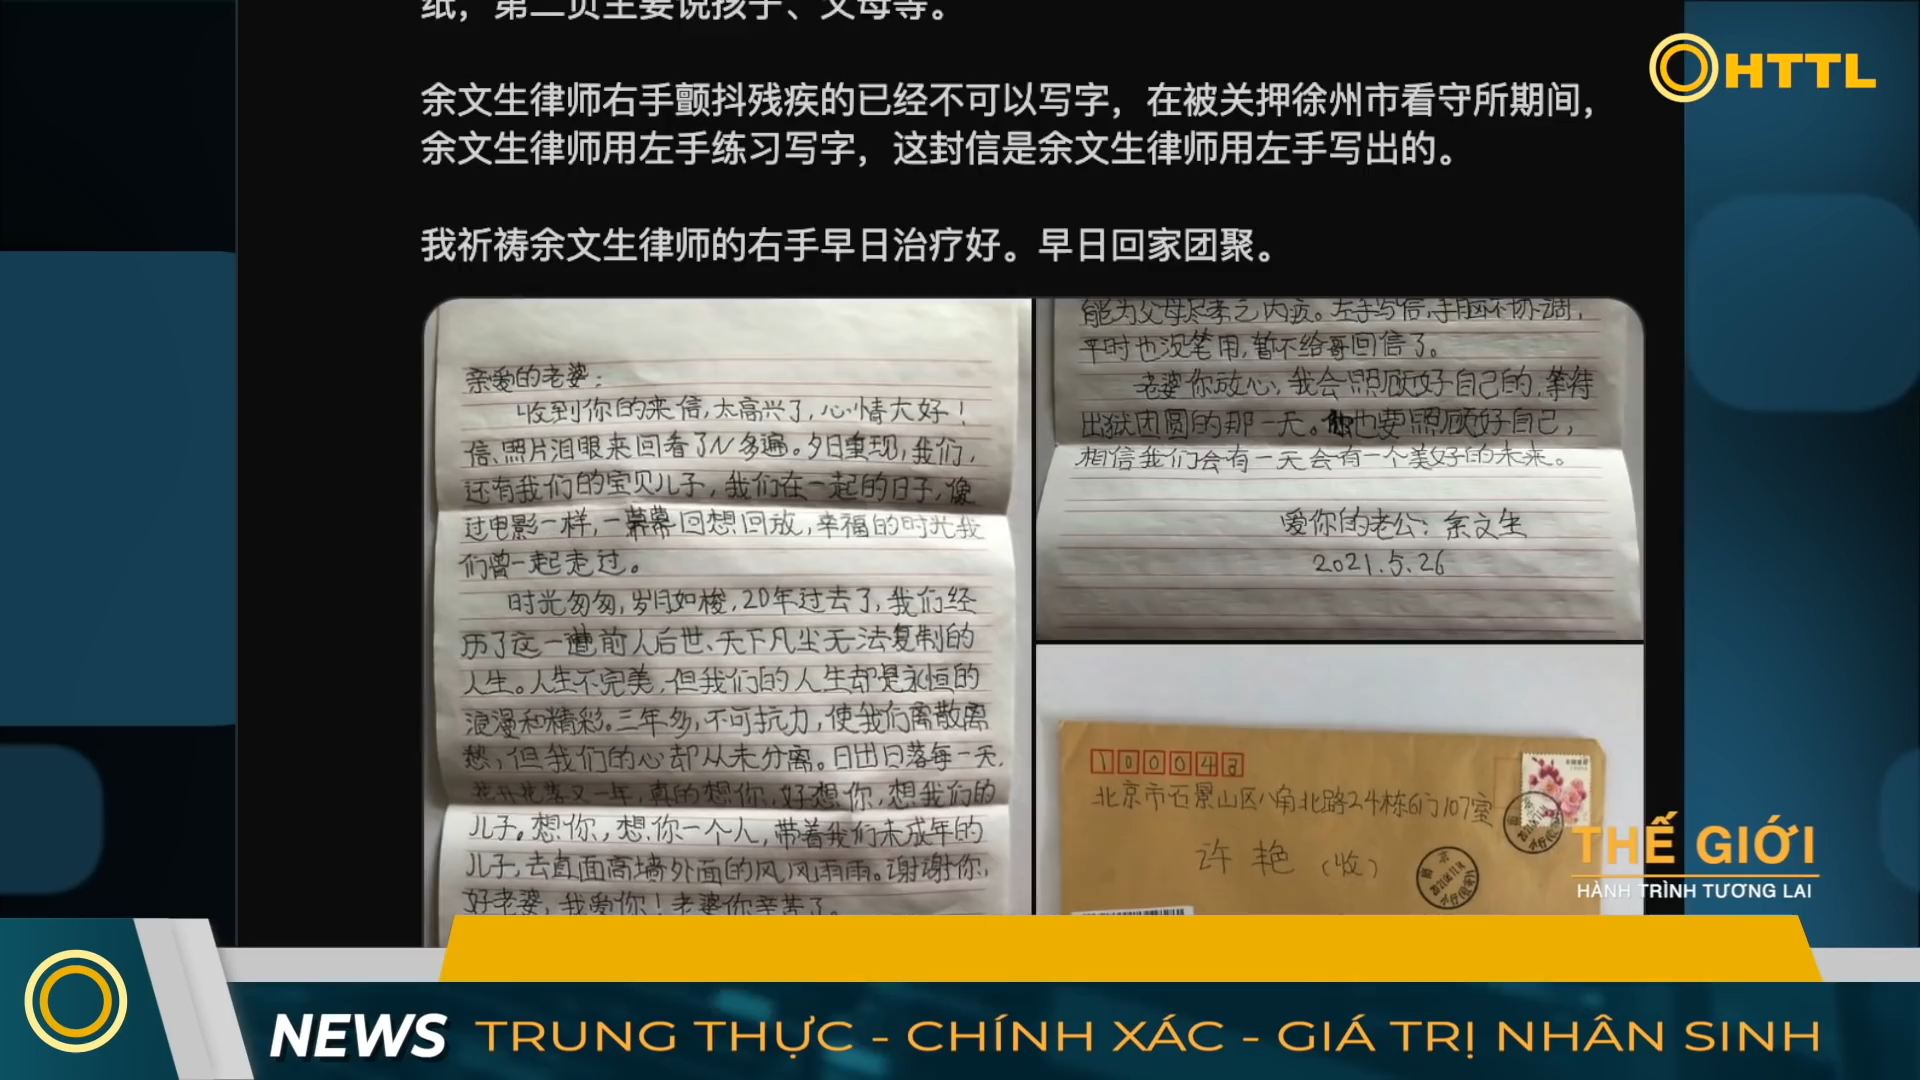 纸，第二页主要说孩子、父母等。
余文生律师右手颤抖残疾的已经不可以写字，在被关押徐州市看守所期间，
余文生律师用左手练习写字，这封信是余文生律师用左手写出的。
我祈祷余文生律师的右手早日治疗好。早日回家团聚。
HTTL
亲爱的老婆：
收到你的来信，太高兴了，心情大好！
信、照片泪眼来回看了N多遍。夕日重现，我们，
还有我们的宝贝儿子，我们在一起的日子，像
过电影一样，一幕幕回想回放，幸福的时光我
们曾一起走过。
时光匆匆，岁月如梭，20年过去了，我们经
历了这一遭前人后世、天下凡尘无法复制的
人生。人生不完美，但我们的人生却是永恒的
浪漫和精彩。三年多，不可抗力，使我们离散离
愁，但我们的心却从未分离。日出日落每一天，
花开花落又一年，真的想你，好想你，想我们的
儿子。想你，想你一个人，带着我们未成年的
儿子，去直面高墙外面的风风雨雨。谢谢你，
好老婆，我爱你！老婆你辛苦了。
能为父母尽孝之内疚。左手写信，手脑不协调，
平时也没笔用，暂不给哥回信了。
老婆你放心，我会照顾好自己的，等待
出狱团圆的那一天。你也要照顾好自己，
相信我们会有一天会有一个美好的未来。
爱你的老公：余文生
2021.5.26
100043
北京市石景山区八角北路24栋6门107室
许艳（收）
THẾ GIỚI
HÀNH TRÌNH TƯƠNG LAI
NEWS TRUNG THỰC - CHÍNH XÁC - GIÁ TRỊ NHÂN SINH